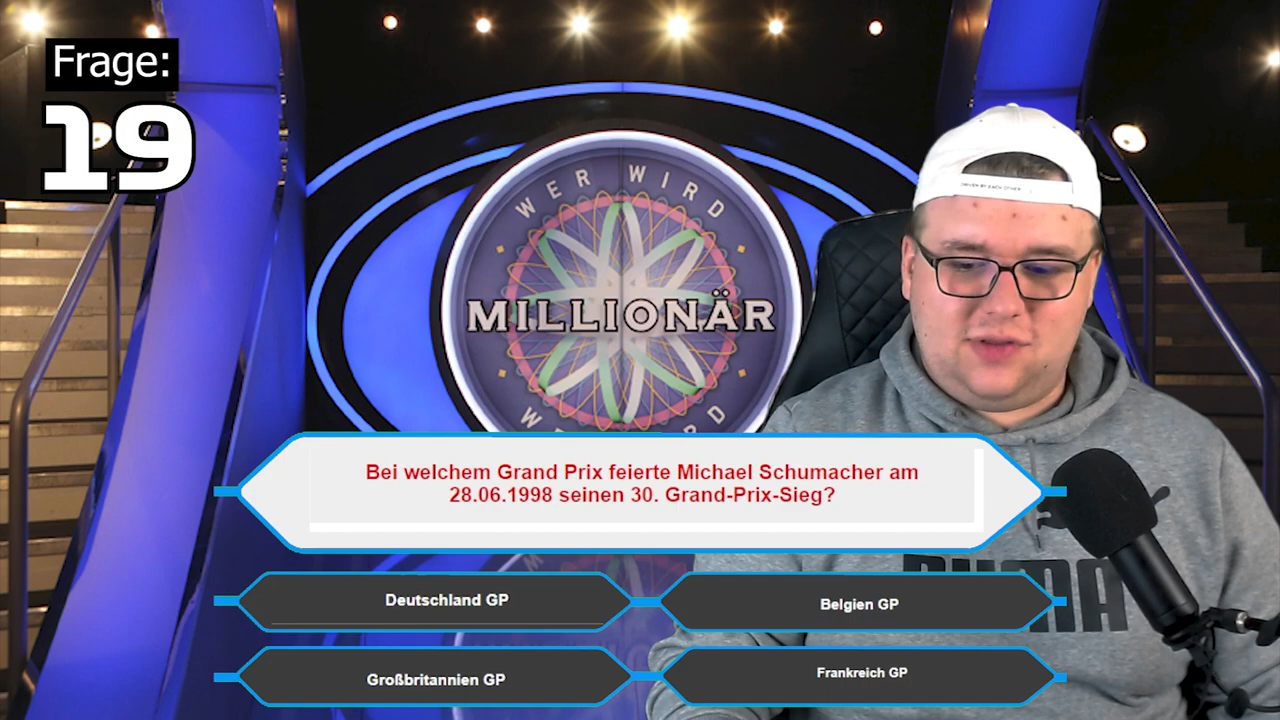 Frage:
19
WER WIRD
MILLIONÄR
Bei welchem Grand Prix feierte Michael Schumacher am
28.06.1998 seinen 30. Grand-Prix-Sieg?
Deutschland GP
Belgien GP
Großbritannien GP
Frankreich GP
PUMA